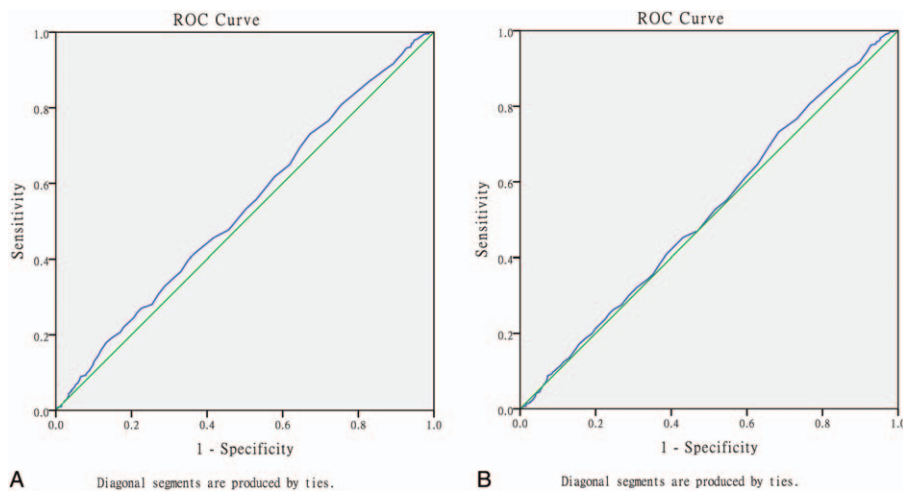 ROC Curve
1.0
0.8
0.6
0.4
0.2
0.0
Sensitivity
0.0 0.2 0.4 0.6 0.8 1.0
1 - Specificity
A
Diagonal segments are produced by ties.
ROC Curve
1.0
0.8
0.6
0.4
0.2
0.0
Sensitivity
0.0 0.2 0.4 0.6 0.8 1.0
1 - Specificity
B
Diagonal segments are produced by ties.